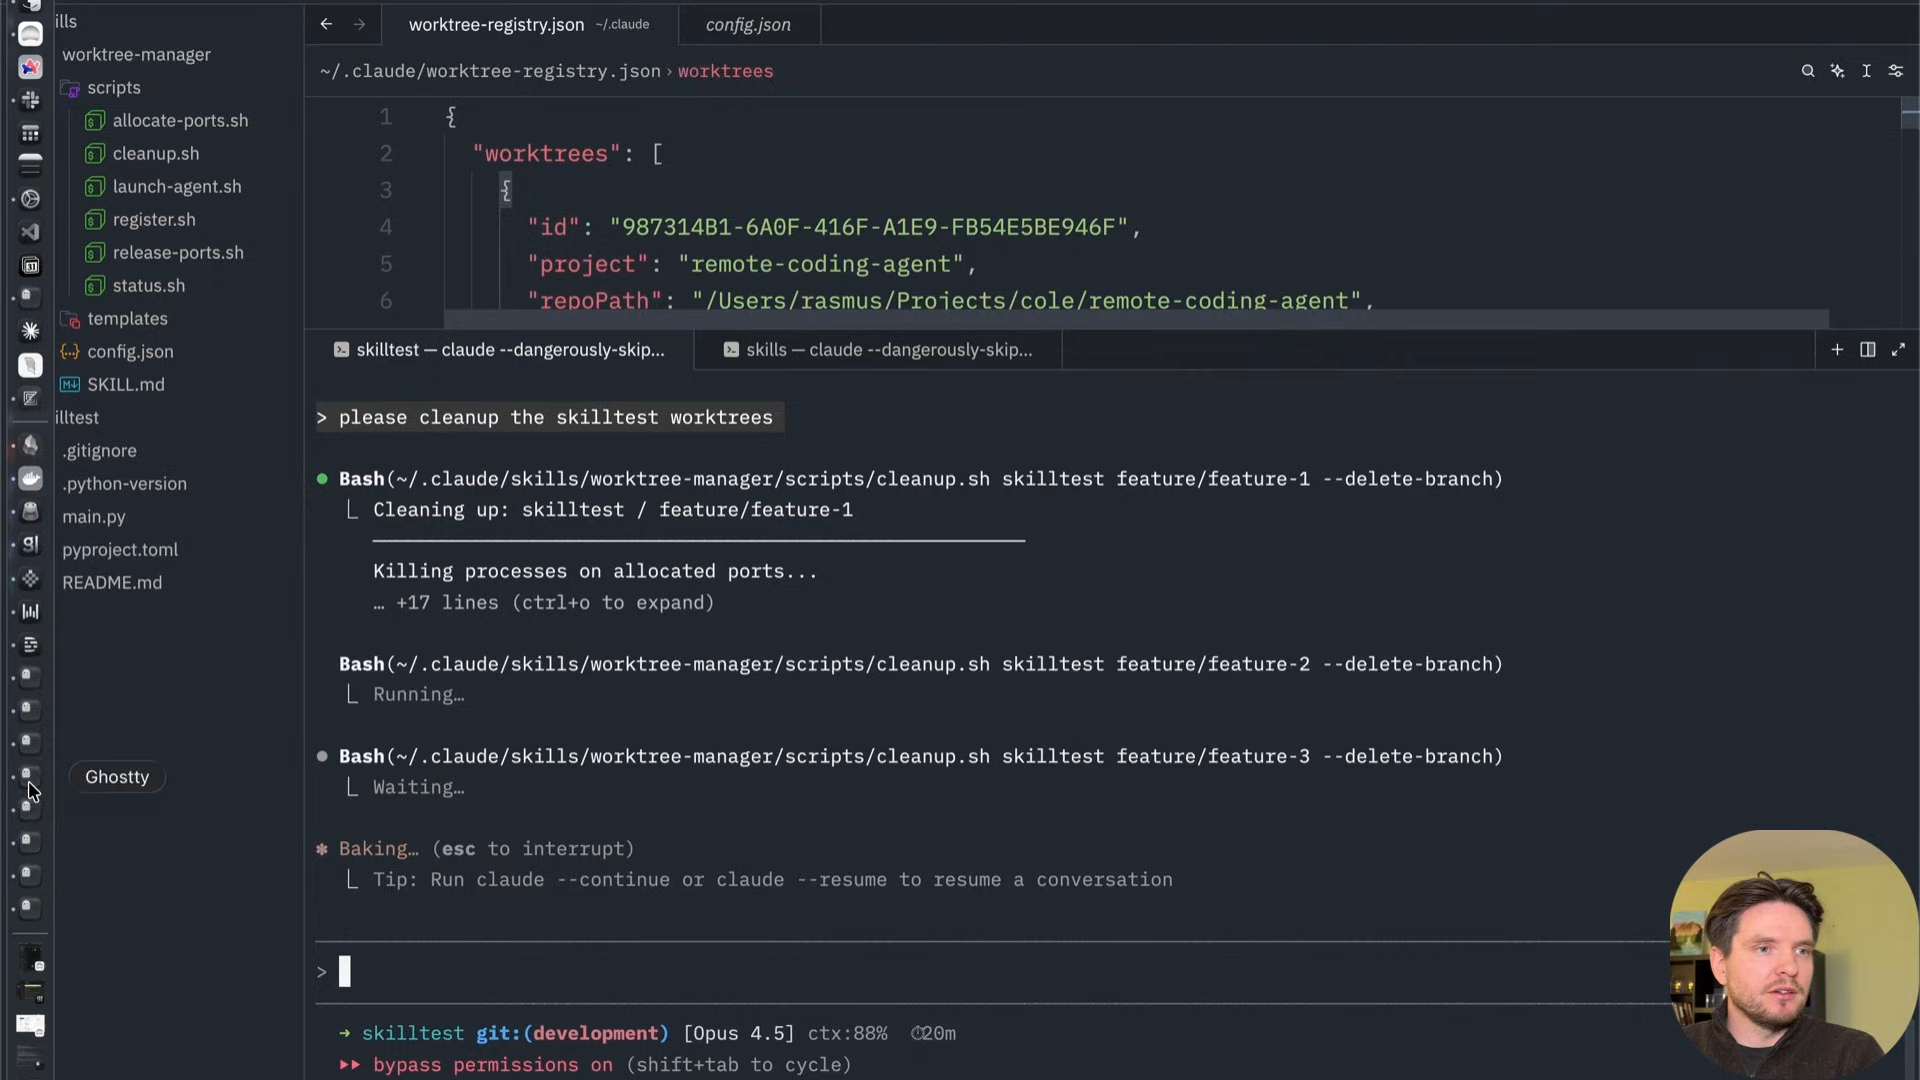 ills
worktree-manager
scripts
allocate-ports.sh
cleanup.sh
launch-agent.sh
register.sh
release-ports.sh
status.sh
templates
config.json
SKILL.md
illtest
.gitignore
.python-version
main.py
pyproject.toml
README.md
Ghostty
worktree-registry.json ~/.claude
config.json
~/.claude/worktree-registry.json › worktrees
1 {
2 "worktrees": [
3 {
4 "id": "987314B1-6A0F-416F-A1E9-FB54E5BE946F",
5 "project": "remote-coding-agent",
6 "repoPath": "/Users/rasmus/Projects/cole/remote-coding-agent",
skilltest — claude --dangerously-skip...
skills — claude --dangerously-skip...
> please cleanup the skilltest worktrees
Bash(~/.claude/skills/worktree-manager/scripts/cleanup.sh skilltest feature/feature-1 --delete-branch)
Cleaning up: skilltest / feature/feature-1
Killing processes on allocated ports...
… +17 lines (ctrl+o to expand)
Bash(~/.claude/skills/worktree-manager/scripts/cleanup.sh skilltest feature/feature-2 --delete-branch)
Running…
Bash(~/.claude/skills/worktree-manager/scripts/cleanup.sh skilltest feature/feature-3 --delete-branch)
Waiting…
✽ Baking… (esc to interrupt)
Tip: Run claude --continue or claude --resume to resume a conversation
>
→ skilltest git:(development) [Opus 4.5] ctx:88% ⏱20m
▸▸ bypass permissions on (shift+tab to cycle)